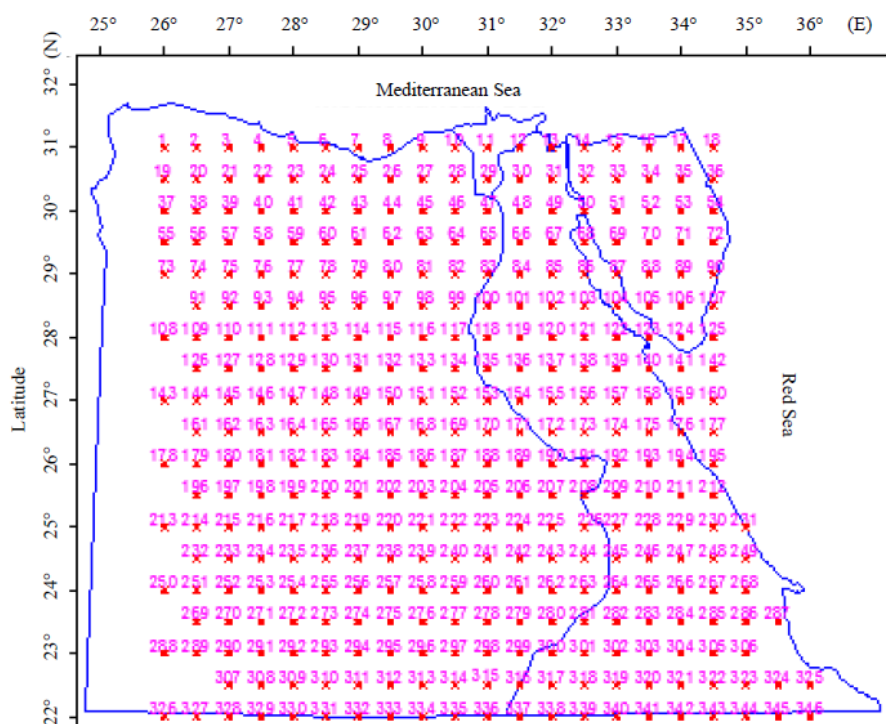 25° 26° 27° 28° 29° 30° 31° 32° 33° 34° 35° 36° (E)
(N)
32°
Mediterranean Sea
1 2 3 4 5 6 7 8 9 10 11 12 13 14 15 16 17 18
31°
19 20 21 22 23 24 25 26 27 28 29 30 31 32 33 34 35 36
37 38 39 40 41 42 43 44 45 46 47 48 49 50 51 52 53 54
30°
55 56 57 58 59 60 61 62 63 64 65 66 67 68 69 70 71 72
73 74 75 76 77 78 79 80 81 82 83 84 85 86 87 88 89 90
29°
91 92 93 94 95 96 97 98 99 100 101 102 103 104 105 106 107
108 109 110 111 112 113 114 115 116 117 118 119 120 121 122 123 124 125
28°
126 127 128 129 130 131 132 133 134 135 136 137 138 139 140 141 142
Latitude
Red Sea
143 144 145 146 147 148 149 150 151 152 153 154 155 156 157 158 159 160
27°
161 162 163 164 165 166 167 168 169 170 171 172 173 174 175 176 177
178 179 180 181 182 183 184 185 186 187 188 189 190 192 193 194 195
26°
196 197 198 199 200 201 202 203 204 205 206 207 208 209 210 211 212
213 214 215 216 217 218 219 220 221 222 223 224 225 226 227 228 229 230 231
25°
232 233 234 235 236 237 238 239 240 241 242 243 244 245 246 247 248 249
250 251 252 253 254 255 256 257 258 259 260 261 262 263 264 265 266 267 268
24°
269 270 271 272 273 274 275 276 277 278 279 280 281 282 283 284 285 286 287
288 289 290 291 292 293 294 295 296 297 298 299 300 301 302 303 304 305 306
23°
307 308 309 310 311 312 313 314 315 316 317 318 319 320 321 322 323 324 325
326 327 328 329 330 331 332 333 334 335 336 337 338 339 340 341 342 343 344 345 346
22°